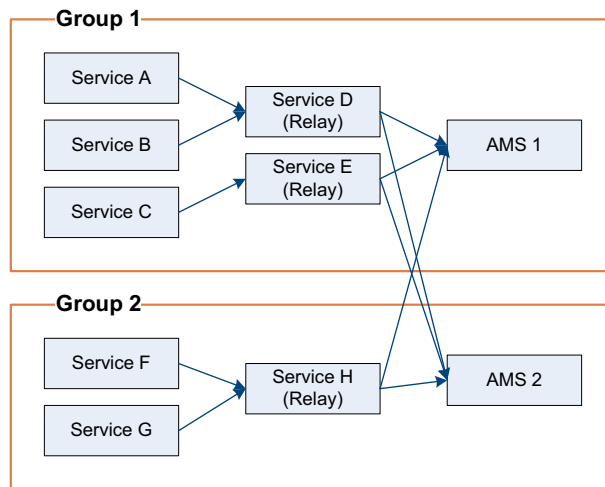 Group 1
Service A
Service B
Service C
Service D
(Relay)
Service E
(Relay)
AMS 1
Group 2
Service F
Service G
Service H
(Relay)
AMS 2